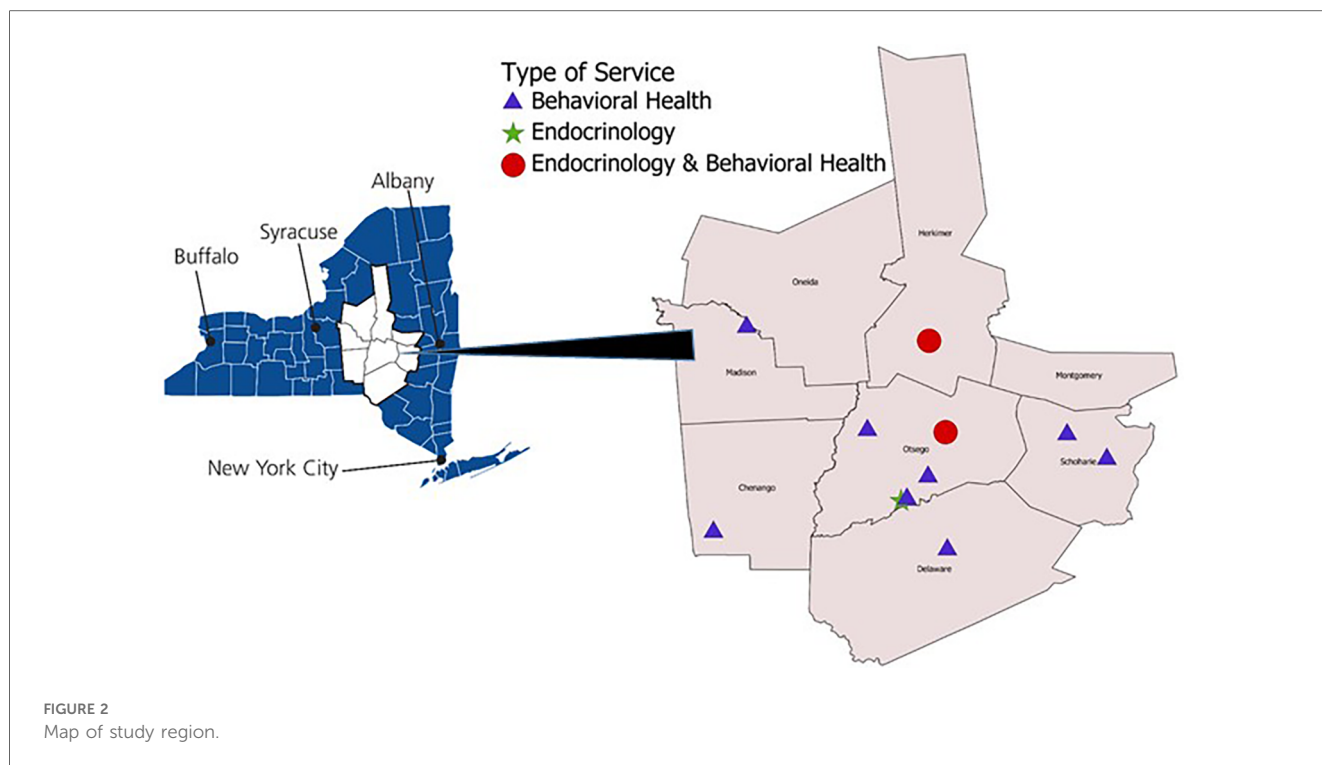 Type of Service
Behavioral Health
Endocrinology
Endocrinology & Behavioral Health
Albany
Syracuse
Buffalo
New York City
Herkimer
Oneida
Madison
Montgomery
Otsego
Schoharie
Chenango
Delaware
FIGURE 2
Map of study region.